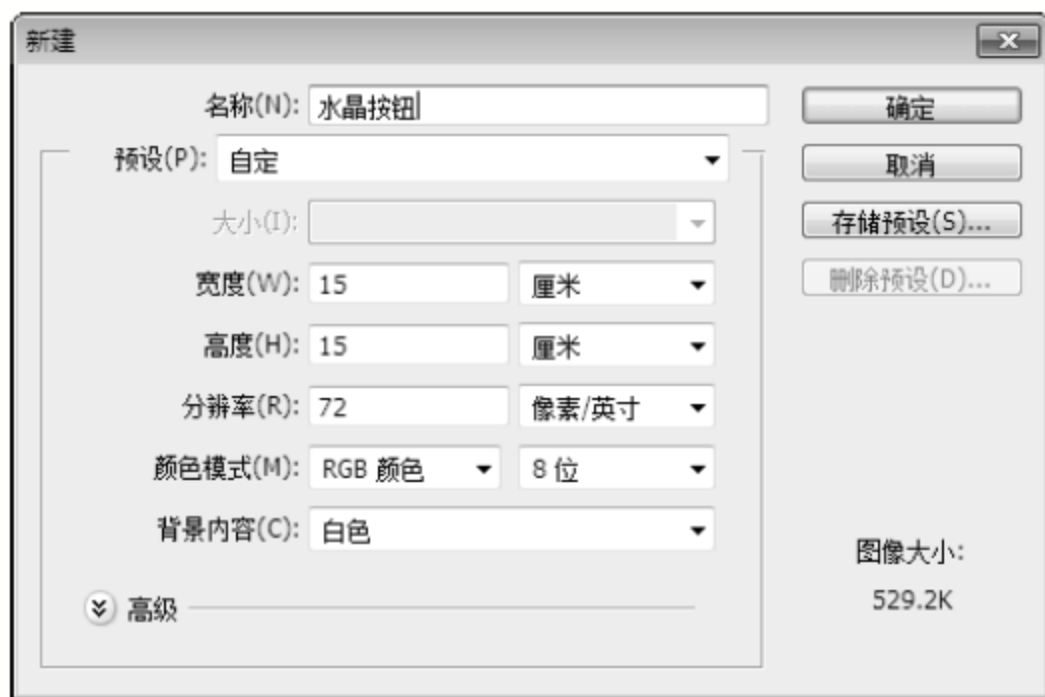 新建
名称(N): 水晶按钮
确定
预设(P): 自定
取消
大小(I):
存储预设(S)...
宽度(W): 15 厘米
删除预设(D)...
高度(H): 15 厘米
分辨率(R): 72 像素/英寸
颜色模式(M): RGB 颜色 8 位
背景内容(C): 白色
图像大小:
529.2K
高级